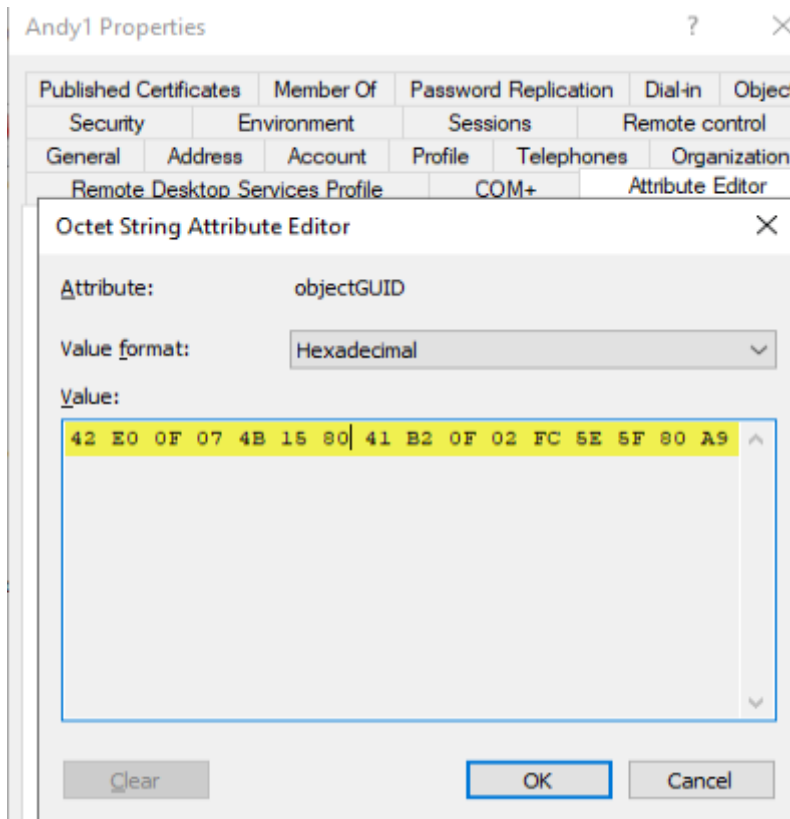 Andy1 Properties ?
Published Certificates Member Of Password Replication Dial-in Object
Security Environment Sessions Remote control
General Address Account Profile Telephones Organization
Remote Desktop Services Profile COM+ Attribute Editor
Octet String Attribute Editor
Attribute: objectGUID
Value format: Hexadecimal
Value:
42 E0 0F 07 4B 15 80 41 B2 0F 02 FC 5E 5F 80 A9
Clear OK Cancel